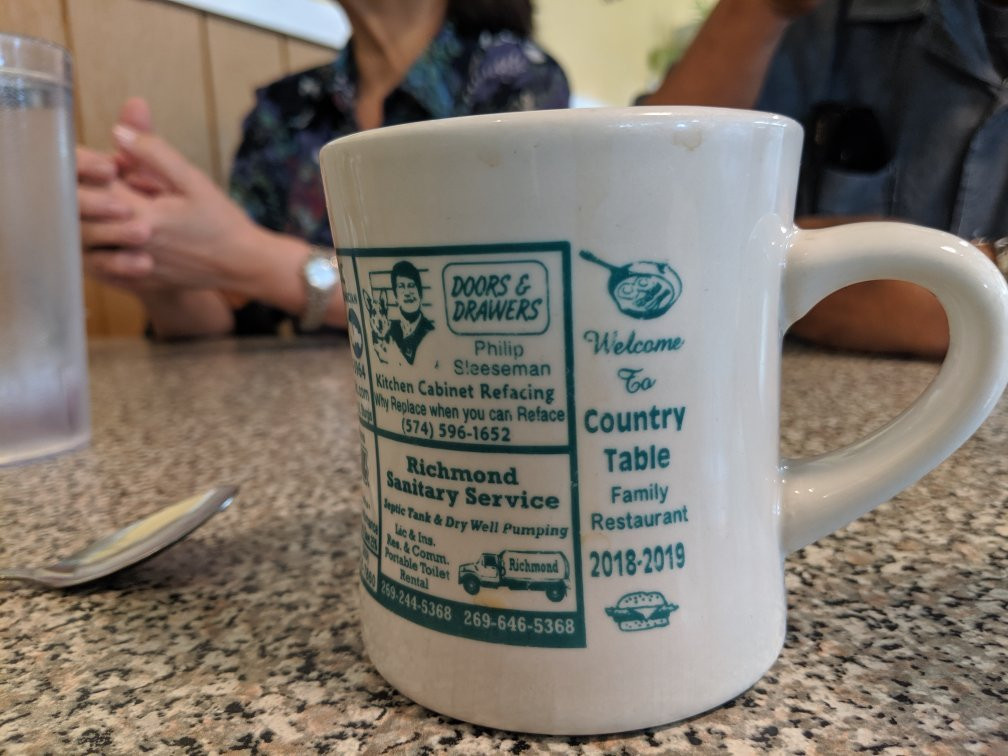 DOORS &
DRAWERS
Philip
Sleeseman
Kitchen Cabinet Refacing
Why Replace when you can Reface
(574) 596-1652
Richmond
Sanitary Service
Septic Tank & Dry Well Pumping
Lic & Ins.
Res. & Comm.
Portable Toilet
Rental
Richmond
269-244-5368 269-646-5368
Welcome
To
Country
Table
Family
Restaurant
2018-2019